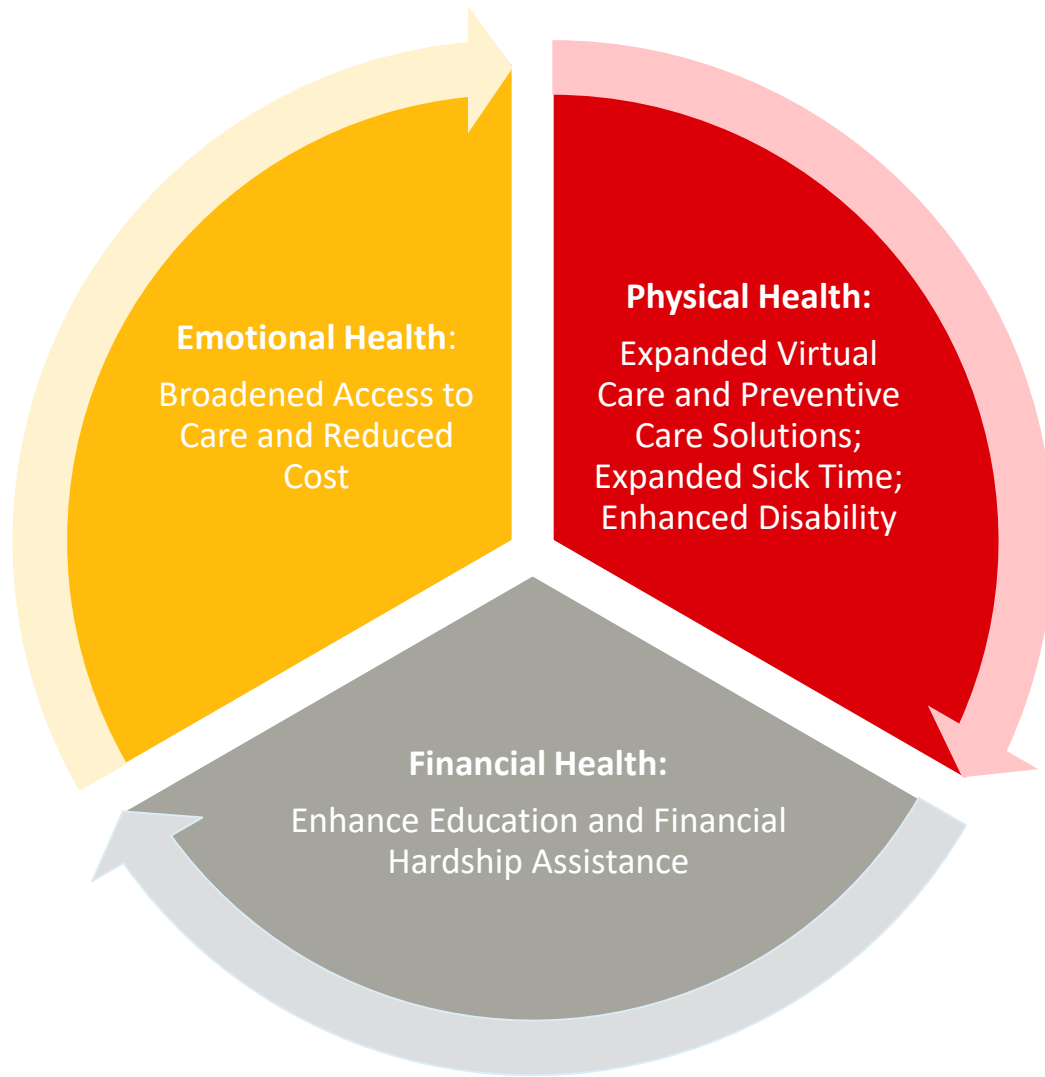 Emotional Health:
Broadened Access to
Care and Reduced
Cost
Physical Health:
Expanded Virtual
Care and Preventive
Care Solutions;
Expanded Sick Time;
Enhanced Disability
Financial Health:
Enhance Education and Financial
Hardship Assistance